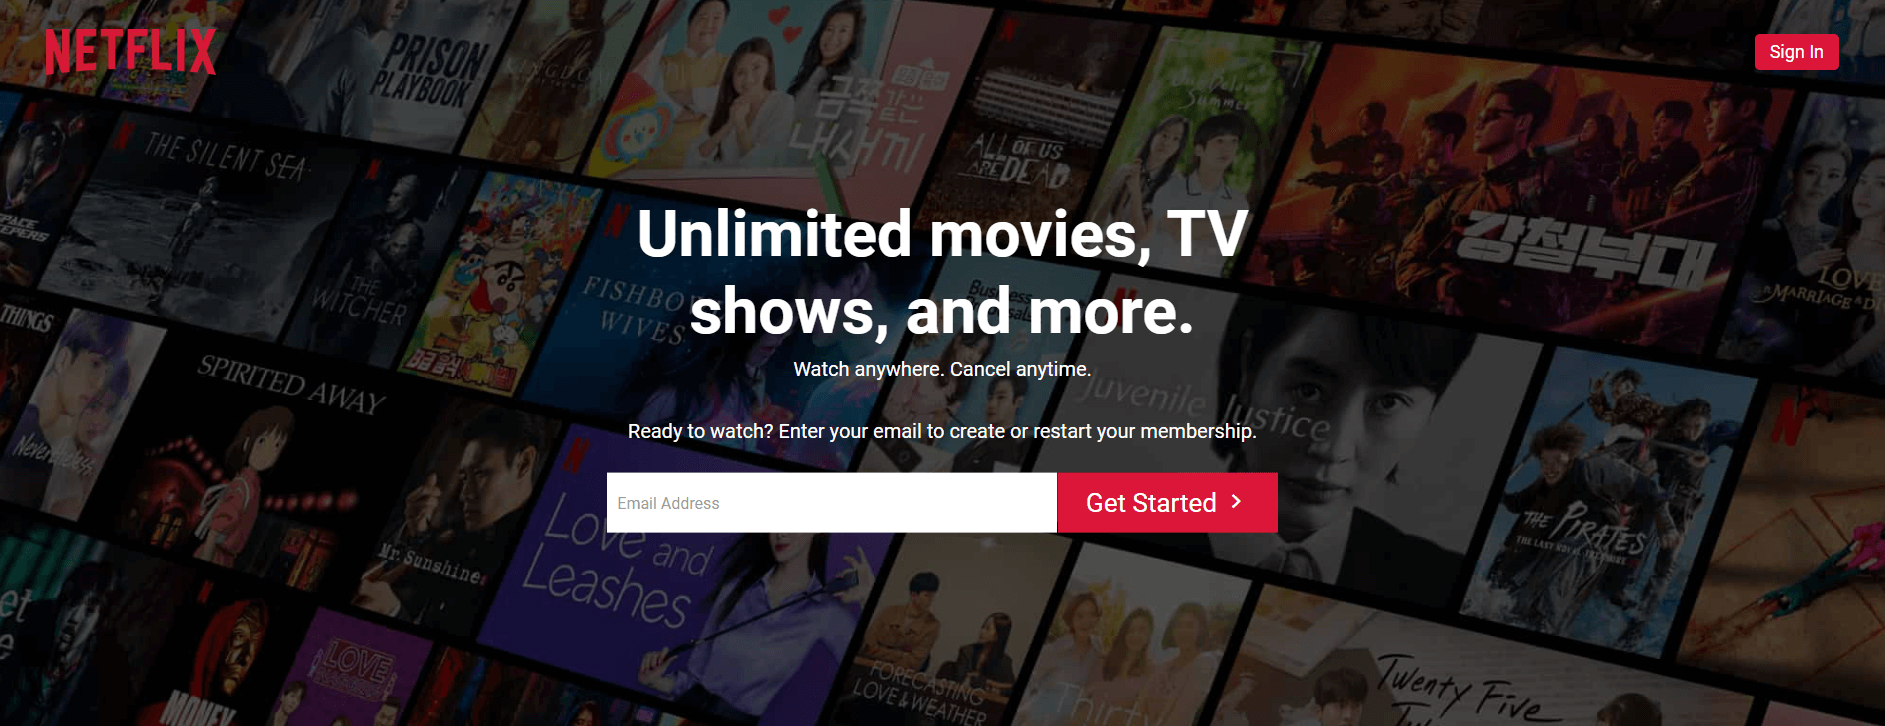 NETFLIX
Sign In
PRISON
PLAYBOOK
KINGDOM
금쪽같은
내새끼
ALL OF US
ARE DEAD
Our Beloved
Summer
THE SILENT SEA
강철부대
LOVE
MARRIAGE & DI
SPACE
SWEEPERS
THE
WITCHER
Unlimited movies, TV
shows, and more.
FISHBO
WIVES
Business
Watch anywhere. Cancel anytime.
THINGS
SPIRITED AWAY
Juvenile Justice
Ready to watch? Enter your email to create or restart your membership.
Nevertheless,
Email Address
Get Started
Mr. Sunshine
Love and
Leashes
THE PIRATES
THE LAST ROYAL TREASURE
FORECASTING
LOVE & WEATHER
LOVE
MONEY
Thirty
Twenty Five